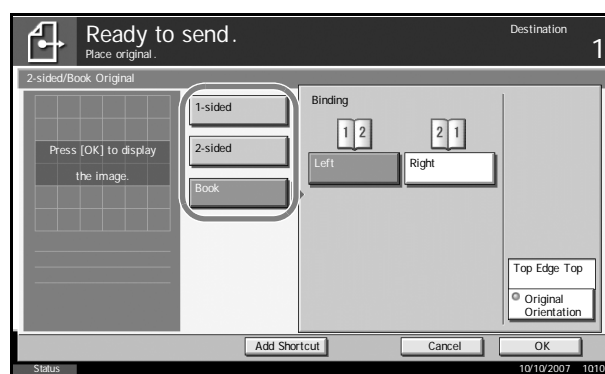 Ready to send.
Place original.
Destination
1
2-sided/Book Original
Press [OK] to display
the image.
1-sided
2-sided
Book
Binding
1 2
2 1
Left
Right
Top Edge Top
Original
Orientation
Add Shortcut
Cancel
OK
Status
10/10/2007 1010